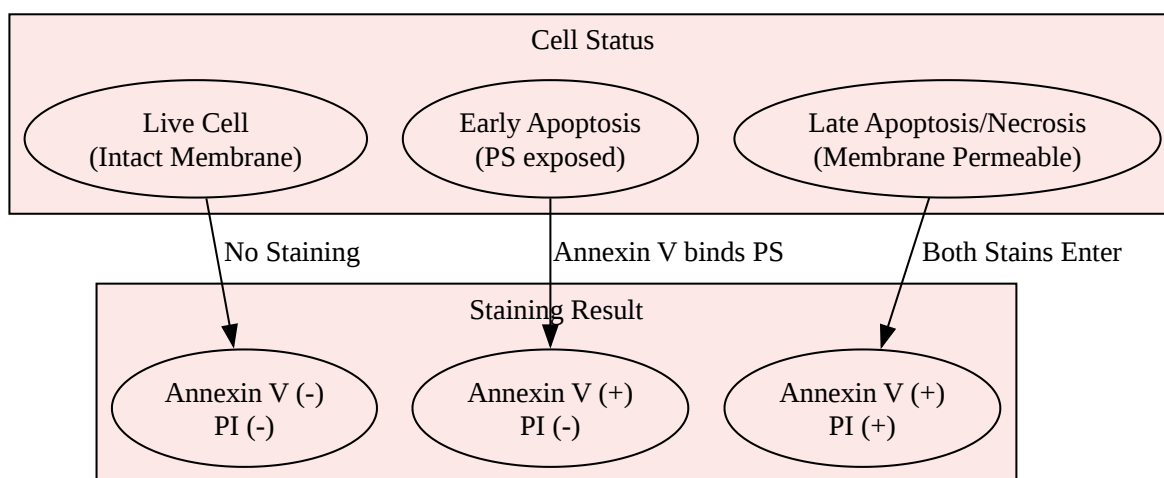 Cell Status
Live Cell
(Intact Membrane)
Early Apoptosis
(PS exposed)
Late Apoptosis/Necrosis
(Membrane Permeable)
No Staining
Annexin V binds PS
Both Stains Enter
Staining Result
Annexin V (-)
PI (-)
Annexin V (+)
PI (-)
Annexin V (+)
PI (+)